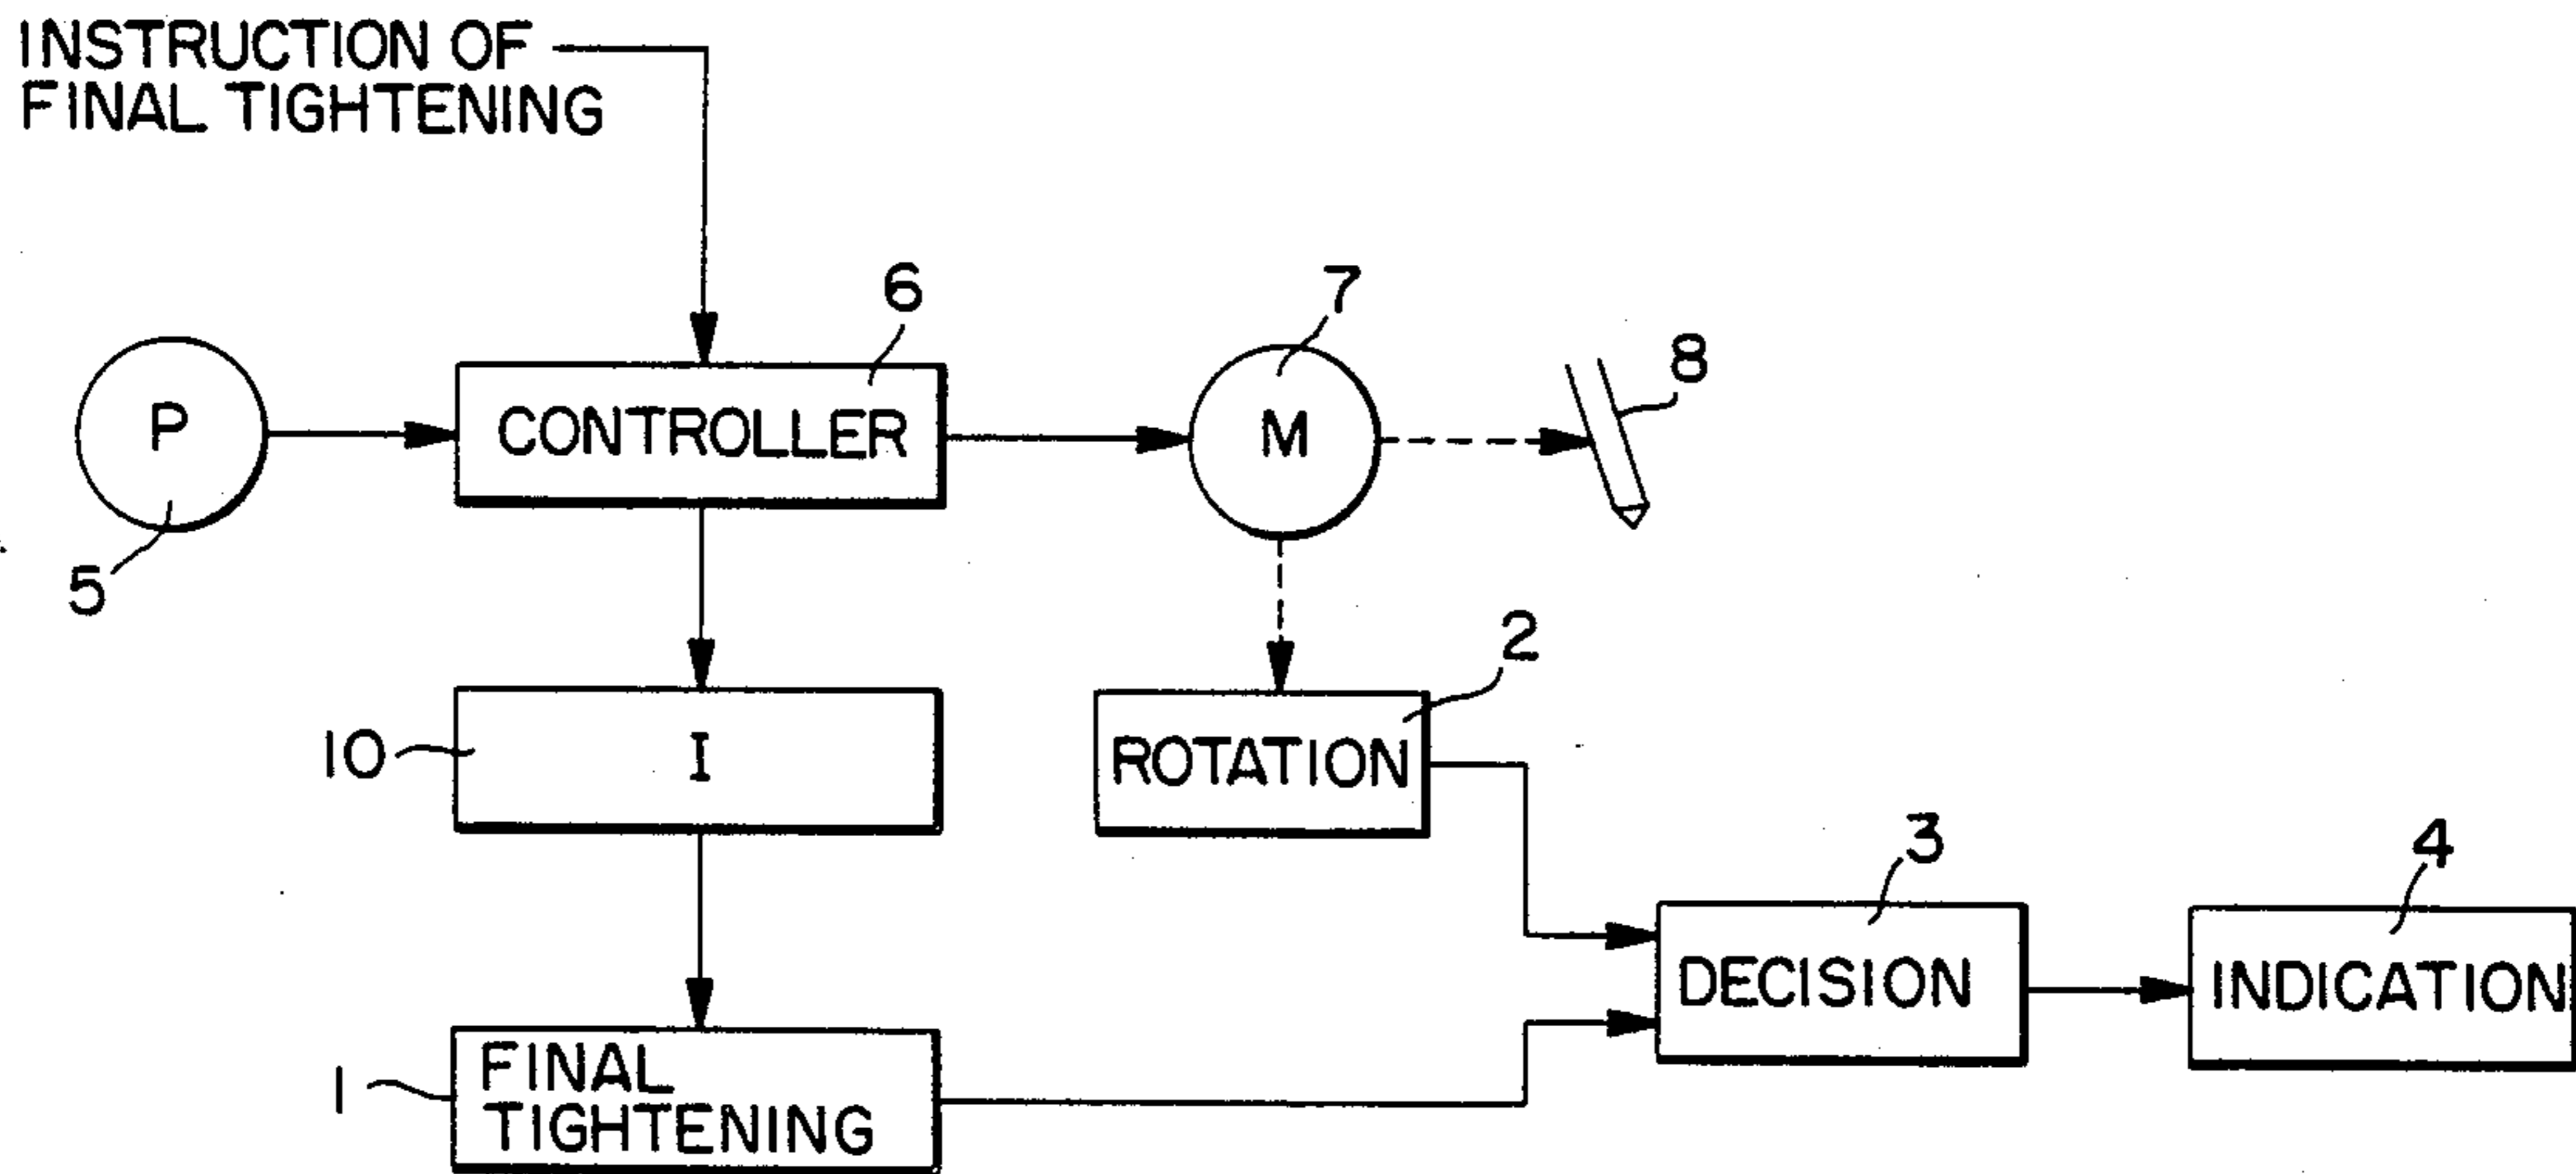 INSTRUCTION OF
FINAL TIGHTENING
6
7
8
P
CONTROLLER
M
5
2
10
I
ROTATION
3
4
DECISION
INDICATION
1
FINAL
TIGHTENING